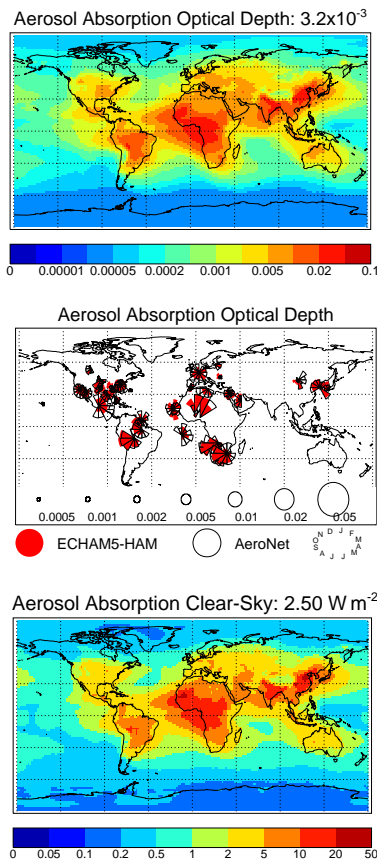 Aerosol Absorption Optical Depth: 3.2x10-3
0 0.00001 0.00005 0.0002 0.001 0.005 0.02 0.1
Aerosol Absorption Optical Depth
0.0005 0.001 0.002 0.005 0.01 0.02 0.05
ECHAM5-HAM AeroNet J F M A M J J A S O N D
Aerosol Absorption Clear-Sky: 2.50 W m-2
0 0.05 0.1 0.2 0.5 1 2 5 10 20 50